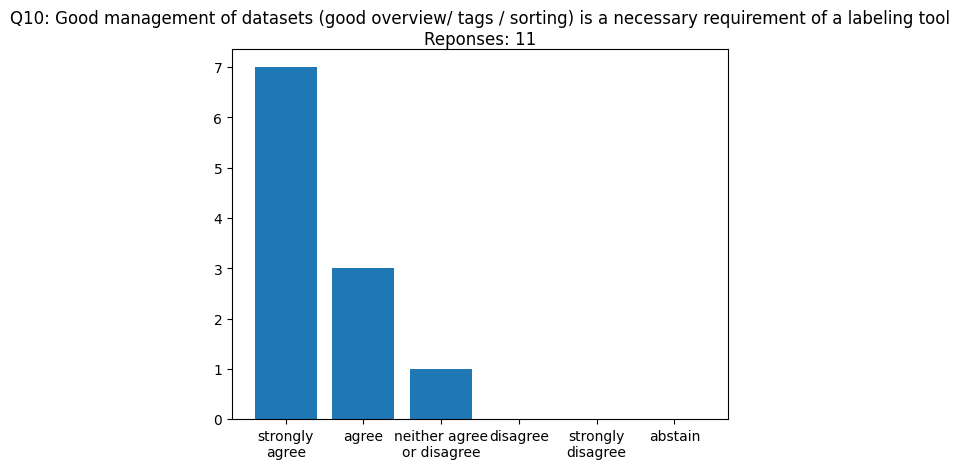 Q10: Good management of datasets (good overview/ tags / sorting) is a necessary requirement of a labeling tool
Reponses: 11
7
6
5
4
3
2
1
0
strongly
agree
agree
neither agree
or disagree
disagree
strongly
disagree
abstain